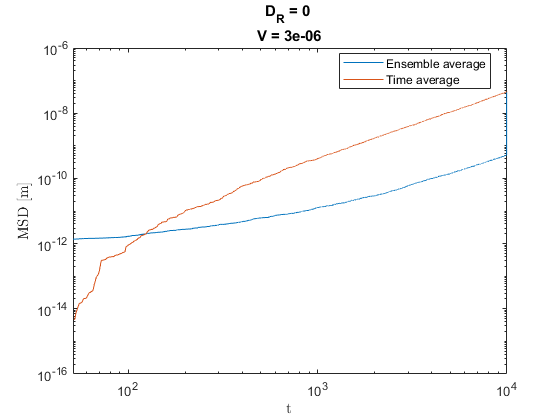 D_R = 0
V = 3e-06
Ensemble average
Time average
10^-6
10^-8
10^-10
10^-12
10^-14
10^-16
MSD [m]
10^2
10^3
10^4
t